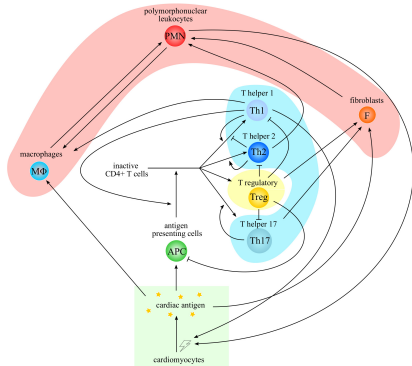 polymorphonuclear
leukocytes
PMN
T helper 1
Th1
fibroblasts
F
T helper 2
Th2
macrophages
MΦ
inactive
CD4+ T cells
T regulatory
Treg
antigen
presenting cells
APC
T helper 17
Th17
cardiac antigen
cardiomyocytes